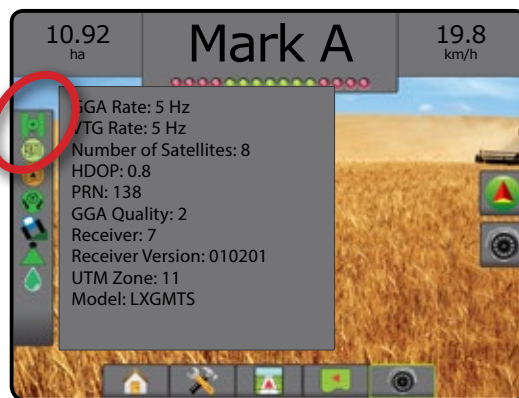 10.92
ha
Mark A
19.8
km/h
GGA Rate: 5 Hz
VTG Rate: 5 Hz
Number of Satellites: 8
HDOP: 0.8
PRN: 138
GGA Quality: 2
Receiver: 7
Receiver Version: 010201
UTM Zone: 11
Model: LXGMTS